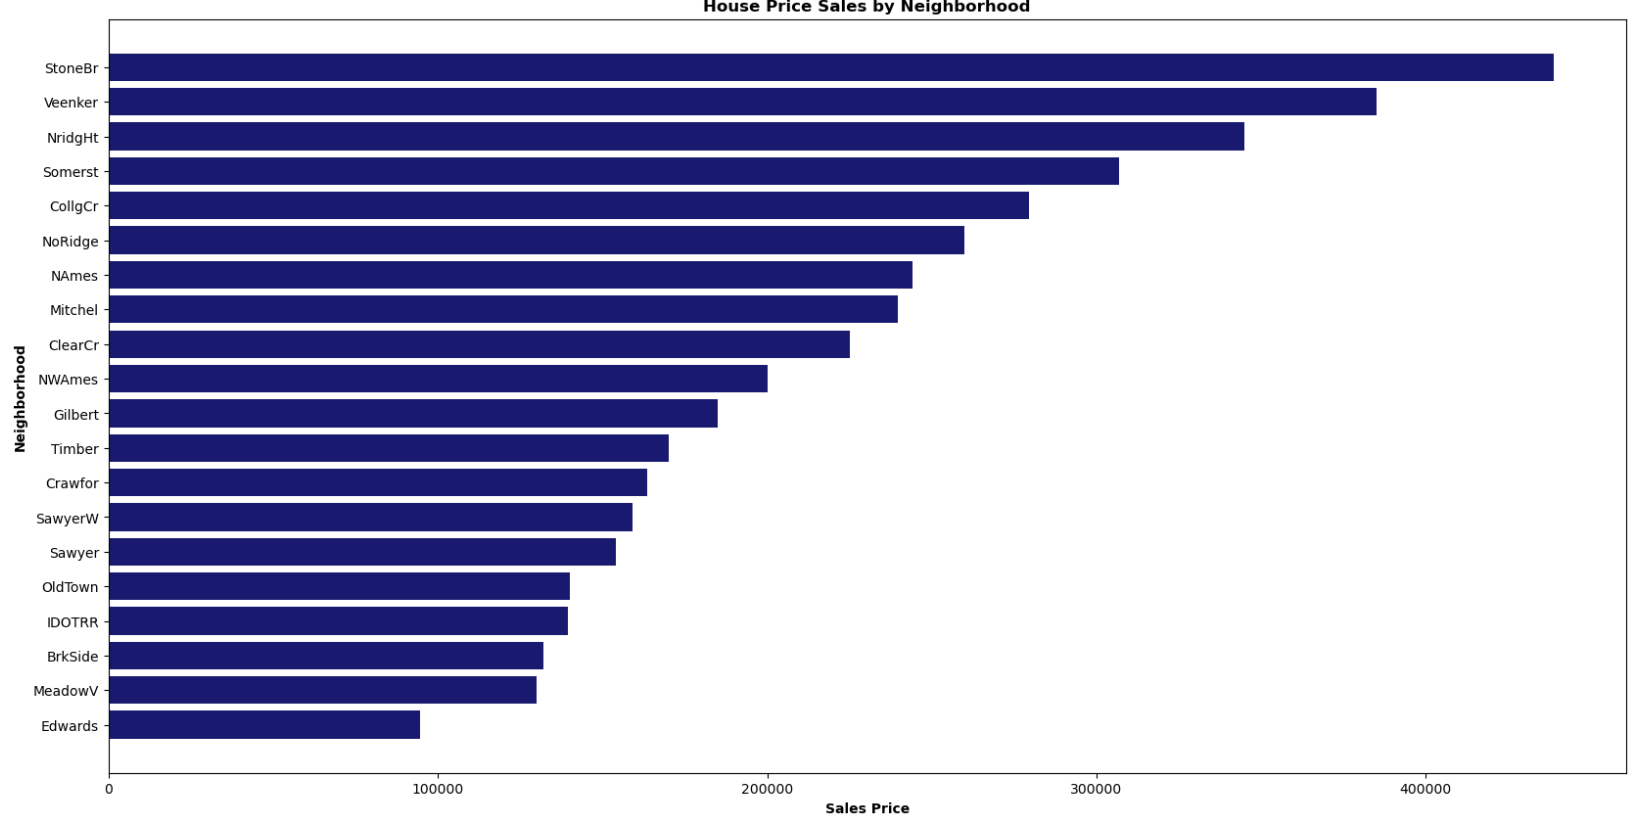 House Price Sales by Neighborhood
StoneBr
Veenker
NridgHt
Somerst
CollgCr
NoRidge
NAmes
Mitchel
ClearCr
NWAmes
Gilbert
Timber
Crawfor
SawyerW
Sawyer
OldTown
IDOTRR
BrkSide
MeadowV
Edwards
Neighborhood
0 100000 200000 300000 400000
Sales Price